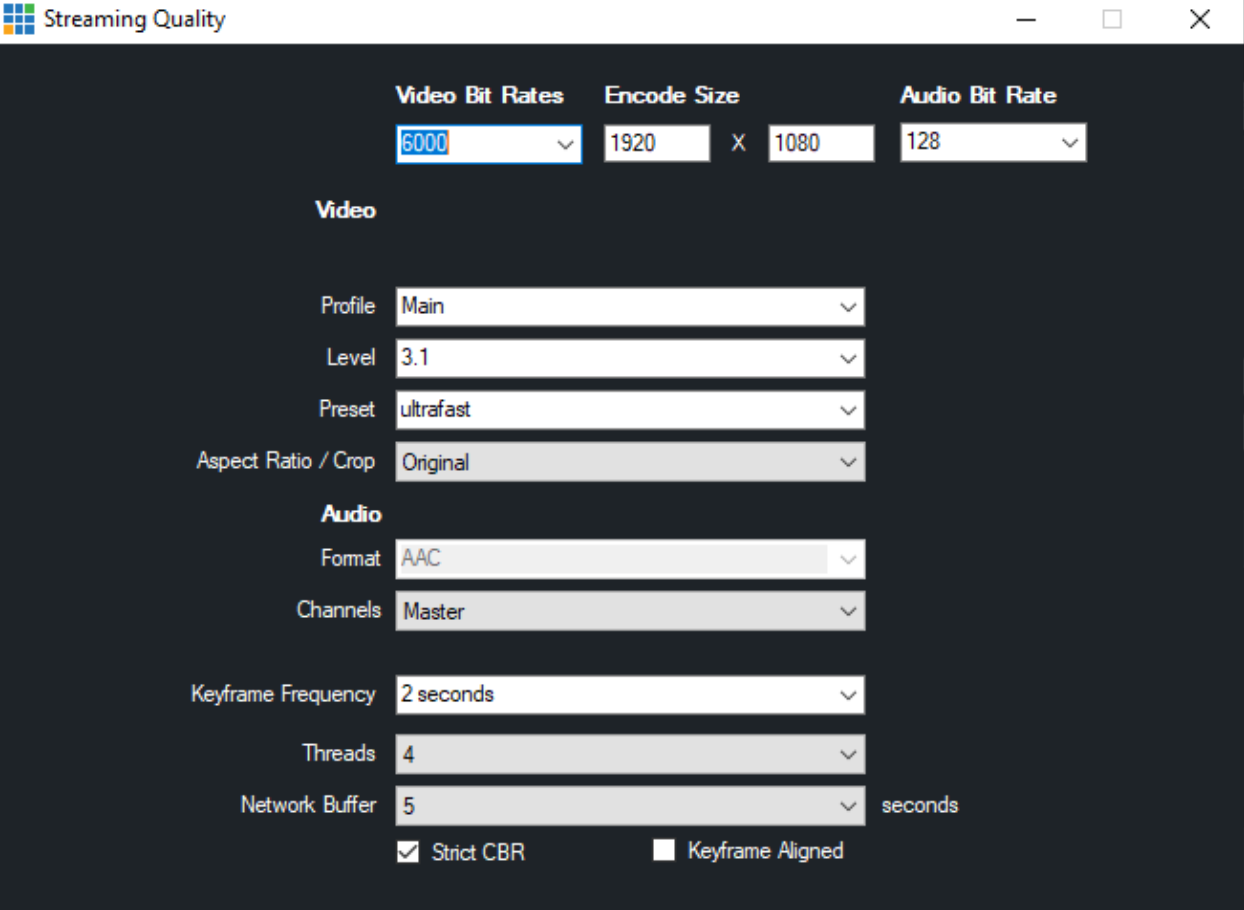 Streaming Quality
Video Bit Rates Encode Size Audio Bit Rate
6000 1920 X 1080 128
Video
Profile Main
Level 3.1
Preset ultrafast
Aspect Ratio / Crop Original
Audio
Format AAC
Channels Master
Keyframe Frequency 2 seconds
Threads 4
Network Buffer 5 seconds
Strict CBR Keyframe Aligned